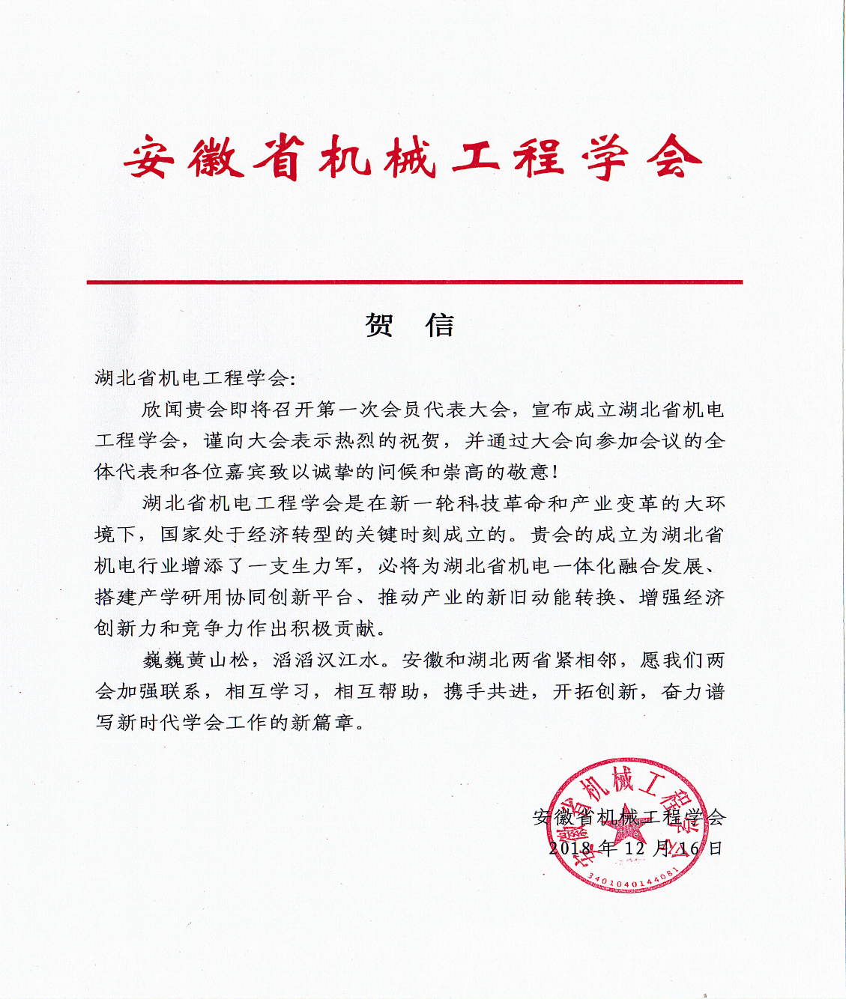 安徽省机械工程学会
贺 信
湖北省机电工程学会：
欣闻贵会即将召开第一次会员代表大会，宣布成立湖北省机电
工程学会，谨向大会表示热烈的祝贺，并通过大会向参加会议的全
体代表和各位嘉宾致以诚挚的问候和崇高的敬意！
湖北省机电工程学会是在新一轮科技革命和产业变革的大环
境下，国家处于经济转型的关键时刻成立的。贵会的成立为湖北省
机电行业增添了一支生力军，必将为湖北省机电一体化融合发展、
搭建产学研用协同创新平台、推动产业的新旧动能转换、增强经济
创新力和竞争力作出积极贡献。
巍巍黄山松，滔滔汉江水。安徽和湖北两省紧相邻，愿我们两
会加强联系，相互学习，相互帮助，携手共进，开拓创新，奋力谱
写新时代学会工作的新篇章。
安徽省机械工程学会
2018 年 12 月 16 日
安徽省机械工程学会
3401040144081